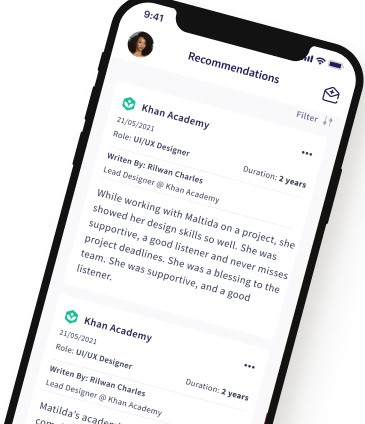 9:41
Recommendations
Filter
Khan Academy
21/05/2021
Role: UI/UX Designer
Duration: 2 years
Written By: Rilwan Charles
Lead Designer @ Khan Academy
While working with Matilda on a project, she
showed her design skills so well. She was
supportive, a good listener and never misses
project deadlines. She was a blessing to the
team. She was supportive, and a good
listener.
Khan Academy
21/05/2021
Role: UI/UX Designer
Duration: 2 years
Written By: Rilwan Charles
Lead Designer @ Khan Academy
Matilda's